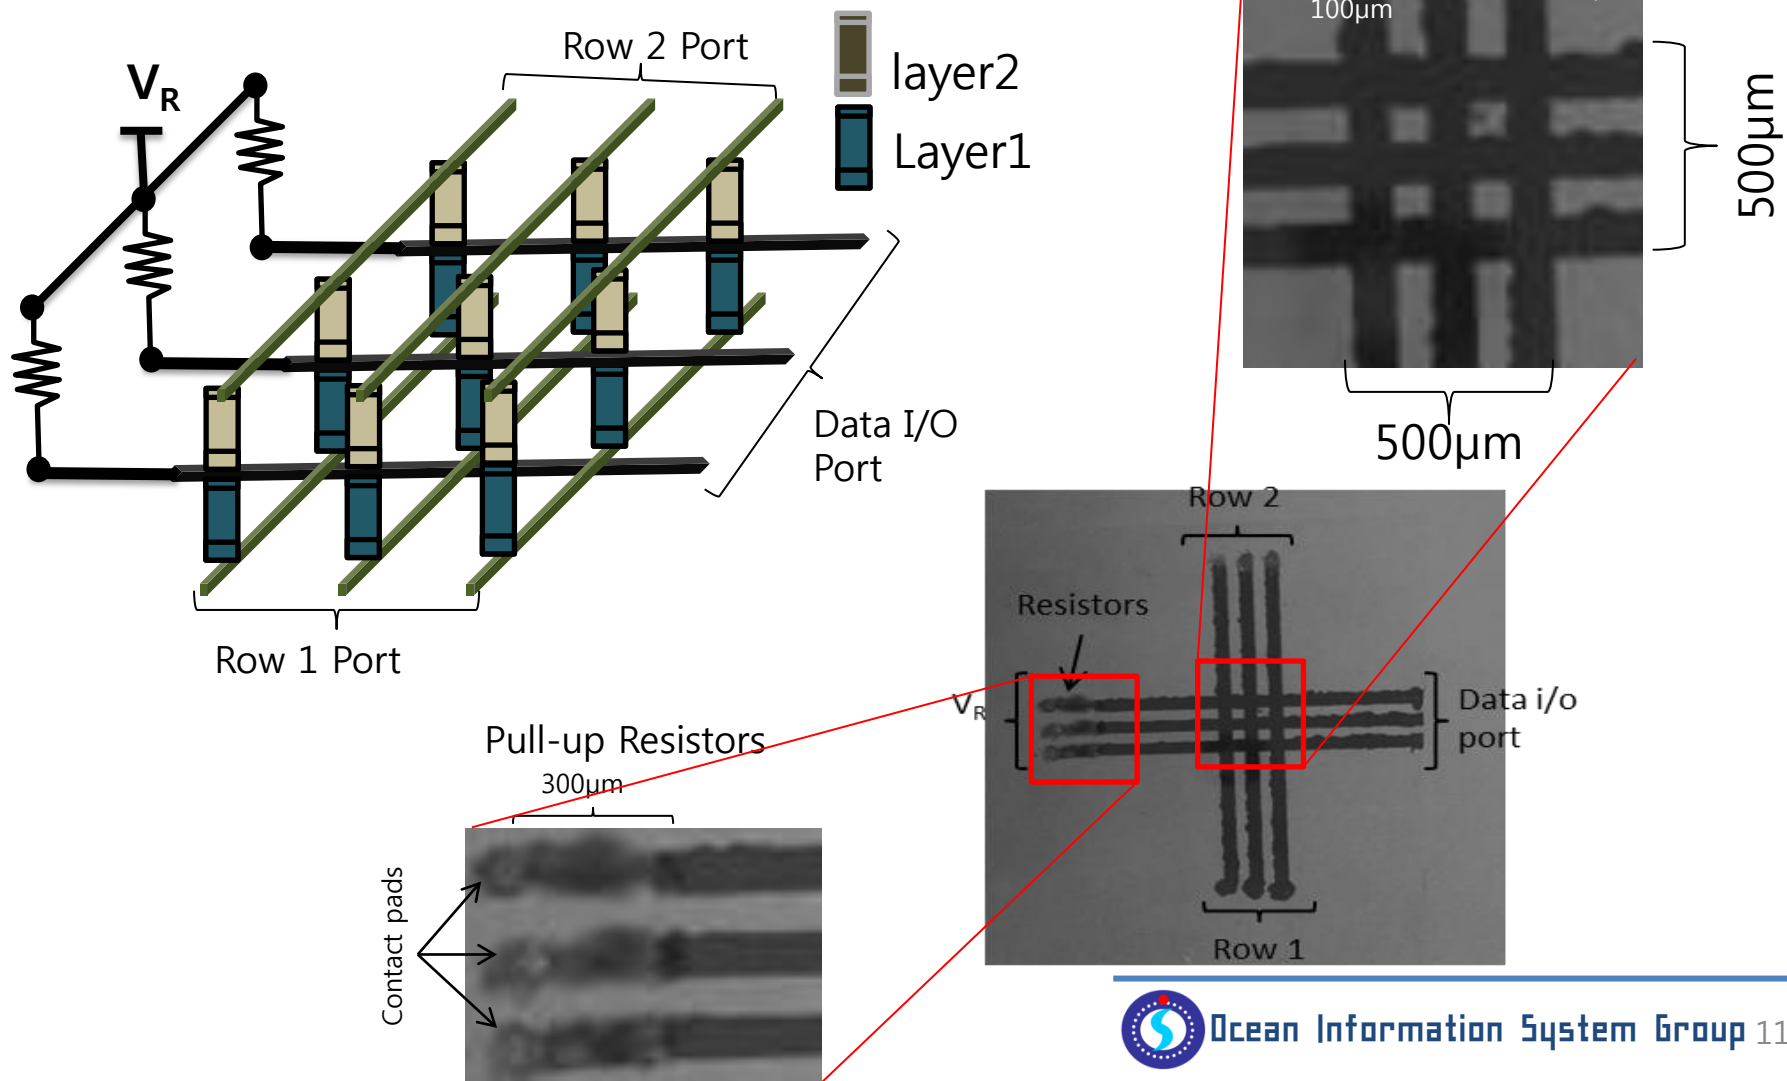 Row 2 Port
V_R
layer2
Layer1
Data I/O
Port
Row 1 Port
100µm
500µm
500µm
Row 2
Resistors
V_R
Data i/o
port
Row 1
Pull-up Resistors
300µm
Contact pads
Ocean Information System Group 11